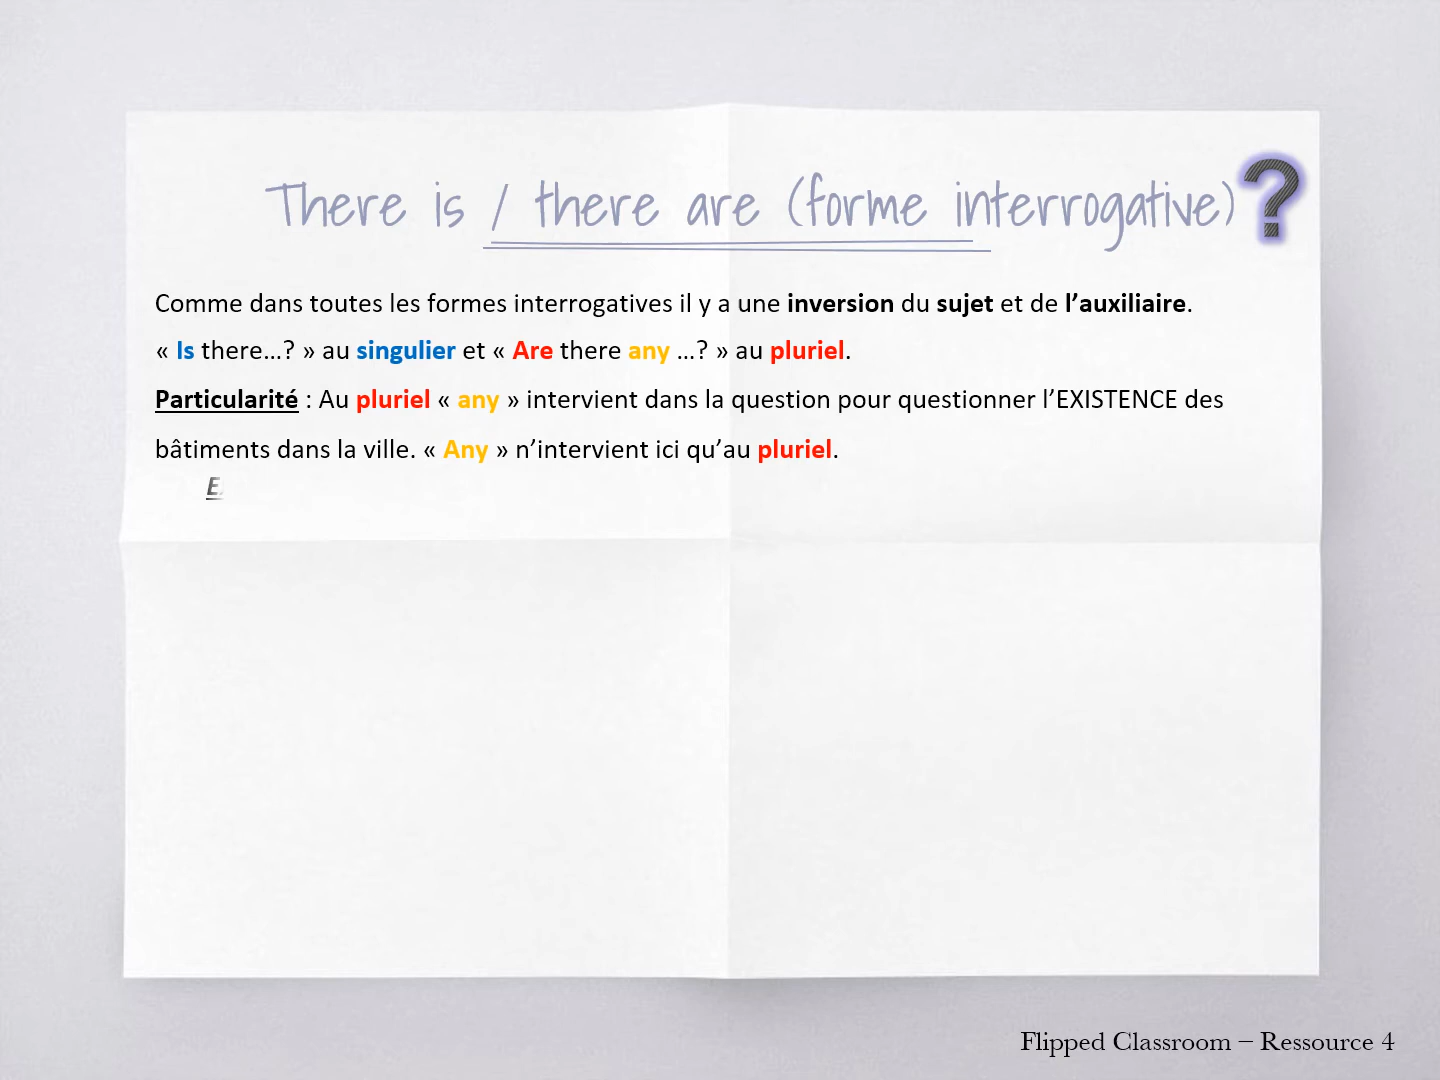 There is / there are (forme interrogative) ?
Comme dans toutes les formes interrogatives il y a une inversion du sujet et de l’auxiliaire.
« Is there…? » au singulier et « Are there any …? » au pluriel.
Particularité : Au pluriel « any » intervient dans la question pour questionner l’EXISTENCE des
bâtiments dans la ville. « Any » n’intervient ici qu’au pluriel.
E
Flipped Classroom – Ressource 4